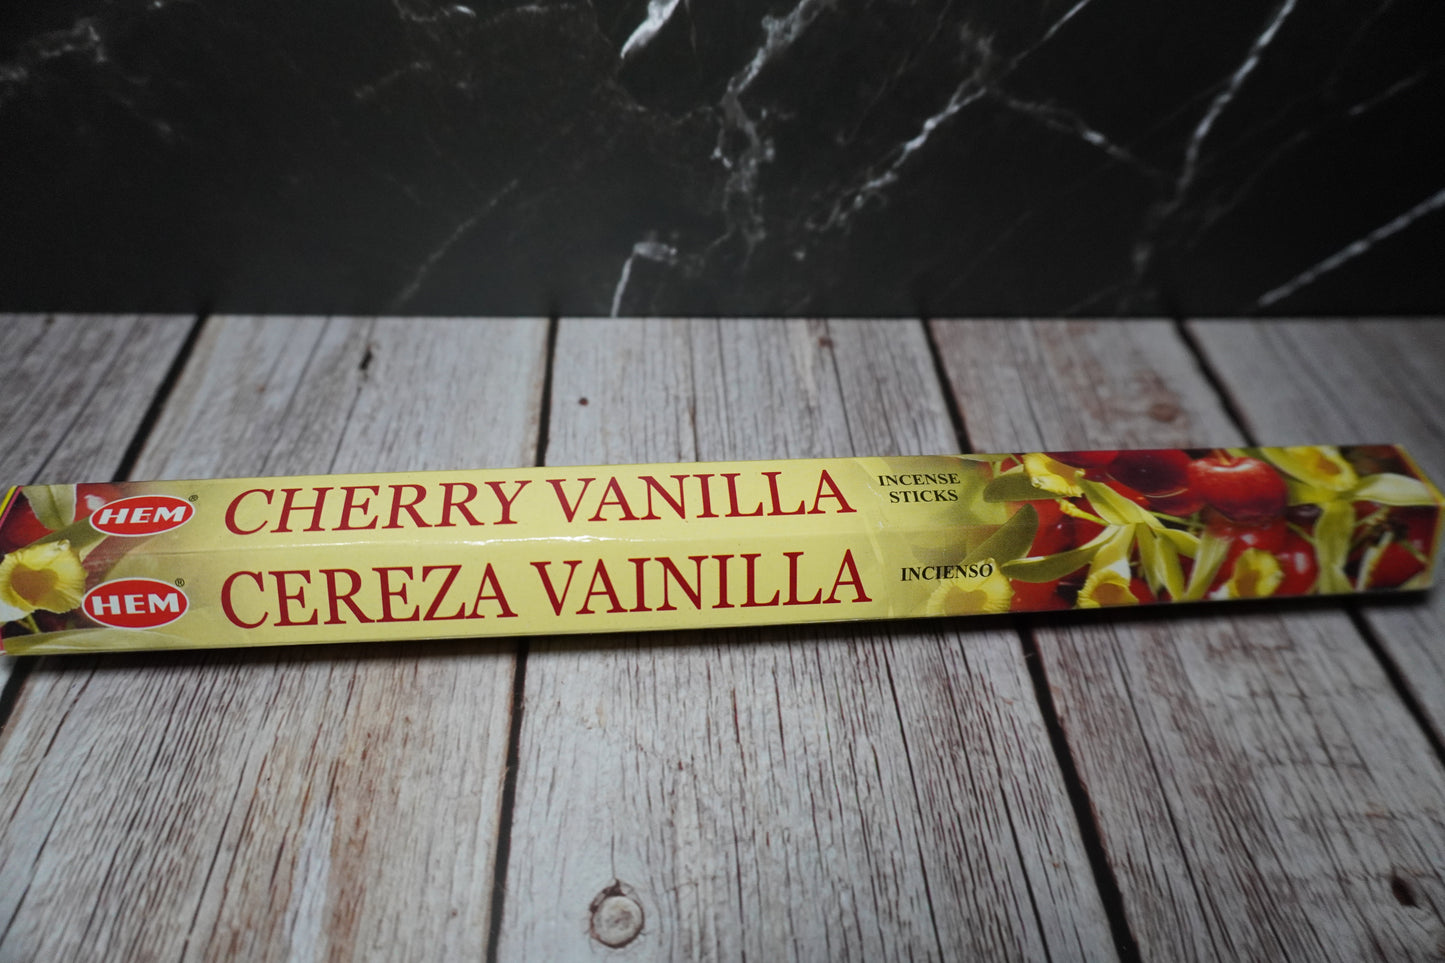 HEM®
CHERRY VANILLA
INCENSE
STICKS
HEM®
CEREZA VAINILLA
INCIENSO